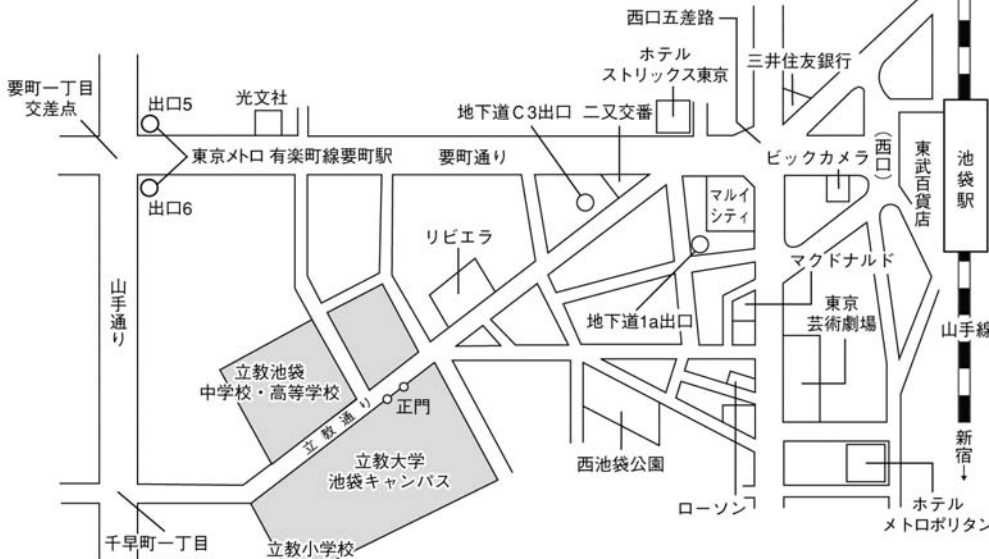 西口五差路
ホテル
ストリックス東京
三井住友銀行
要町一丁目
交差点
出口5
光文社
地下道C3出口
二又交番
東京メトロ 有楽町線要町駅
要町通り
ビックカメラ
(西口)
東武百貨店
池袋駅
出口6
マルイ
シティ
リビエラ
マクドナルド
山手通り
地下道1a出口
東京
芸術劇場
山手線
立教池袋
中学校・高等学校
正門
立教通り
立教大学
池袋キャンパス
西池袋公園
新宿→
ローソン
ホテル
メトロポリタン
千早町一丁目
立教小学校